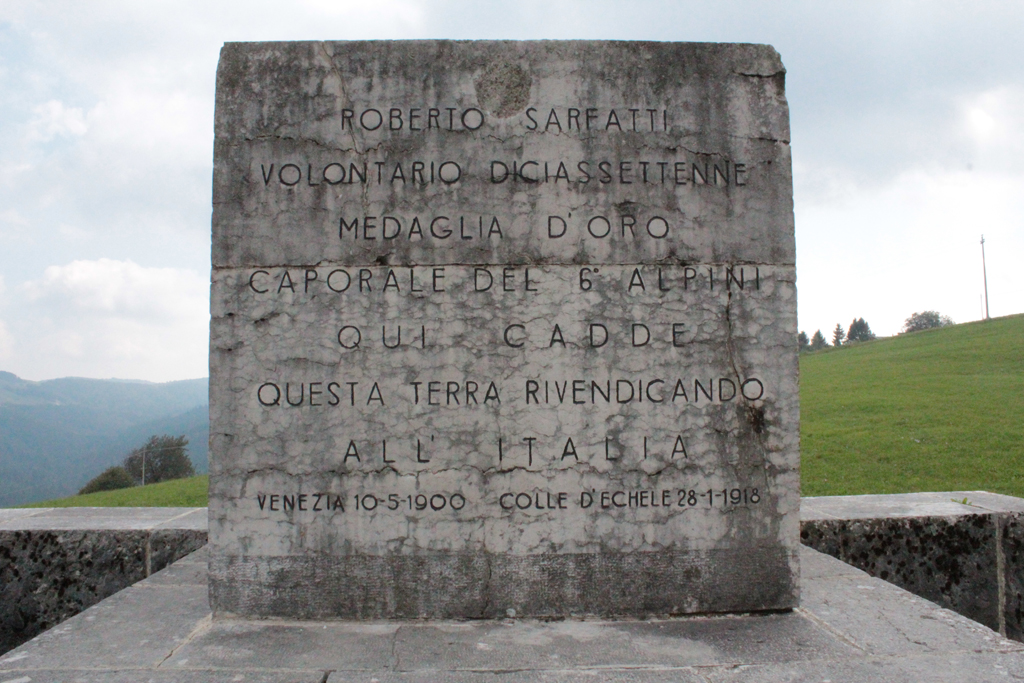 ROBERTO SARFATTI
VOLONTARIO DICIASSETTENNE
MEDAGLIA D'ORO
CAPORALE DEL 6° ALPINI
QUI CADDE
QUESTA TERRA RIVENDICANDO
ALL' ITALIA
VENEZIA 10-5-1900 COLLE D'ECHELE 28-1-1918